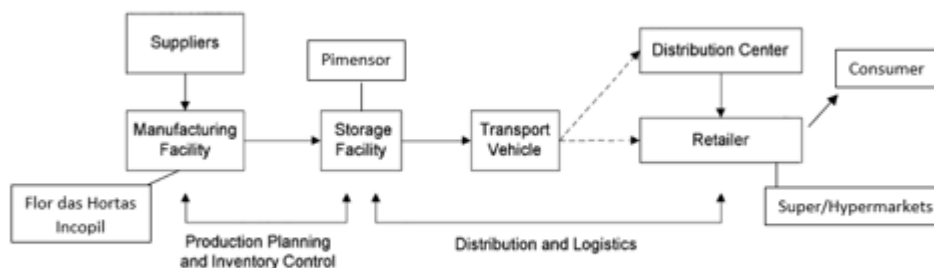 Suppliers
Pimensor
Distribution Center
Consumer
Manufacturing
Facility
Storage
Facility
Transport
Vehicle
Retailer
Flor das Hortas
Incopil
Super/Hypermarkets
Production Planning
and Inventory Control
Distribution and Logistics